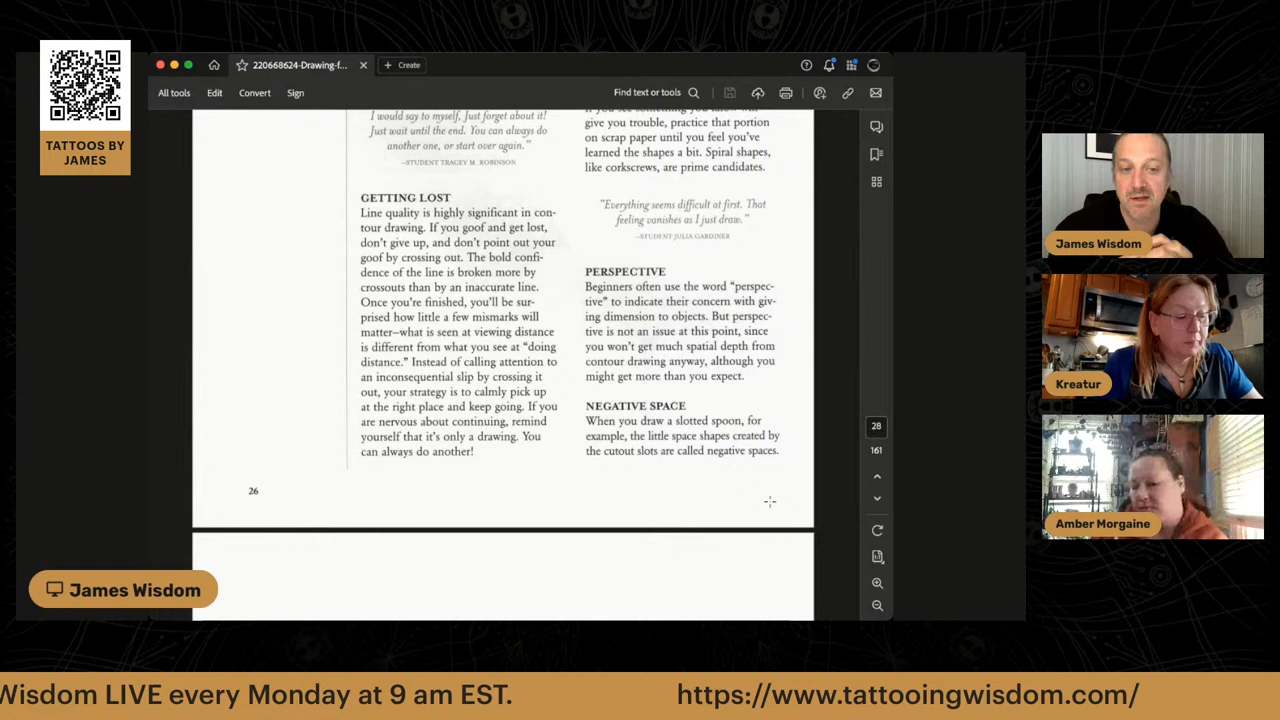 TATTOOS BY
JAMES
220668624-Drawing-f...
Create
All tools
Edit
Convert
Sign
Find text or tools
I would say to myself, Just forget about it!
Just wait until the end. You can always do
another one, or start over again."
–STUDENT TRACEY M. ROBINSON
GETTING LOST
Line quality is highly significant in con-
tour drawing. If you goof and get lost,
don't give up, and don't point out your
goof by crossing out. The bold confi-
dence of the line is broken more by
crossouts than by an inaccurate line.
Once you're finished, you'll be sur-
prised how little a few mismarks will
matter–what is seen at viewing distance
is different from what you see at "doing
distance." Instead of calling attention to
an inconsequential slip by crossing it
out, your strategy is to calmly pick up
at the right place and keep going. If you
are nervous about continuing, remind
yourself that it's only a drawing. You
can always do another!
26
give you trouble, practice that portion
on scrap paper until you feel you've
learned the shapes a bit. Spiral shapes,
like corkscrews, are prime candidates.
"Everything seems difficult at first. That
feeling vanishes as I just draw."
–STUDENT JULIA GARDINER
PERSPECTIVE
Beginners often use the word "perspec-
tive" to indicate their concern with giv-
ing dimension to objects. But perspec-
tive is not an issue at this point, since
you won't get much spatial depth from
contour drawing anyway, although you
might get more than you expect.
NEGATIVE SPACE
When you draw a slotted spoon, for
example, the little space shapes created by
the cutout slots are called negative spaces.
28
161
James Wisdom
Kreatur
Amber Morgaine
James Wisdom
Wisdom LIVE every Monday at 9 am EST.
https://www.tattooingwisdom.com/